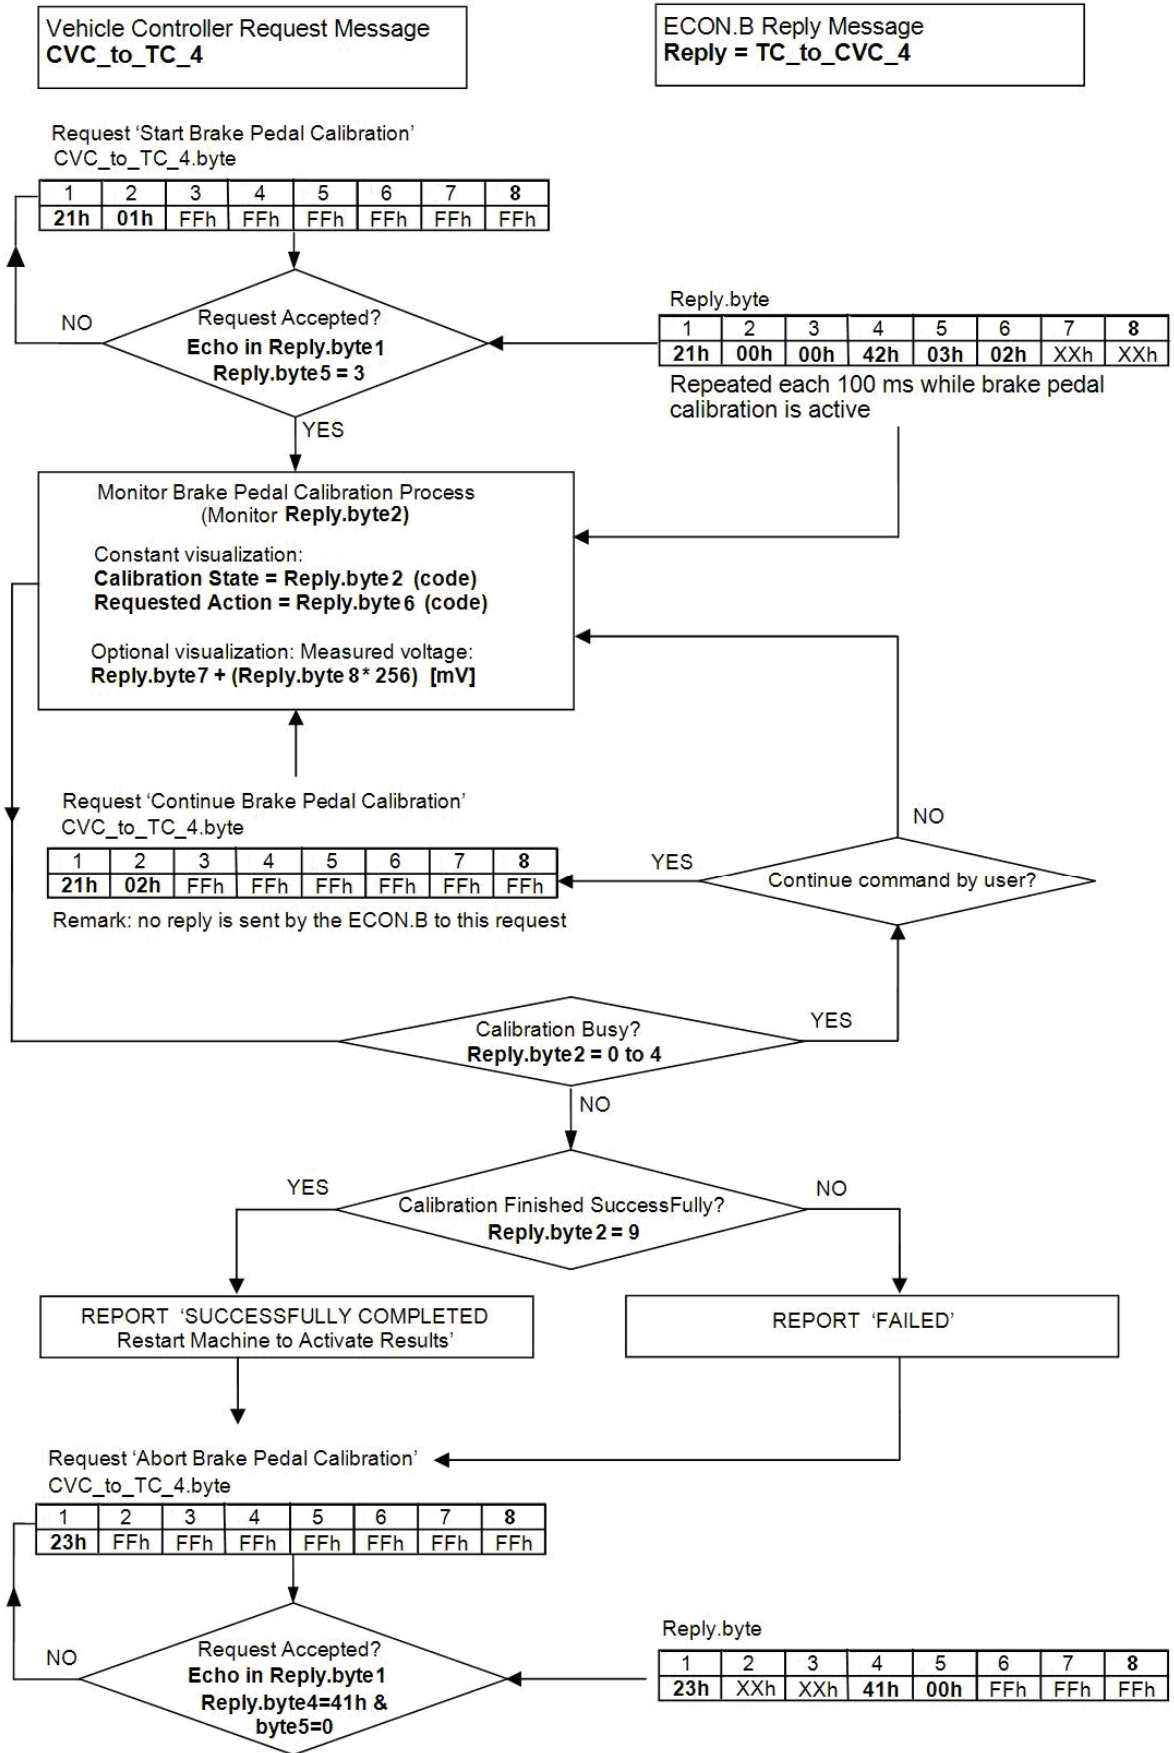 Vehicle Controller Request Message
CVC_to_TC_4
ECON.B Reply Message
Reply = TC_to_CVC_4
Request ‘Start Brake Pedal Calibration’
CVC_to_TC_4.byte
1 2 3 4 5 6 7 8
21h 01h FFh FFh FFh FFh FFh FFh
NO
Request Accepted?
Echo in Reply.byte1
Reply.byte5 = 3
YES
Reply.byte
1 2 3 4 5 6 7 8
21h 00h 00h 42h 03h 02h XXh XXh
Repeated each 100 ms while brake pedal
calibration is active
Monitor Brake Pedal Calibration Process
(Monitor Reply.byte2)
Constant visualization:
Calibration State = Reply.byte2 (code)
Requested Action = Reply.byte6 (code)
Optional visualization: Measured voltage:
Reply.byte7 + (Reply.byte8* 256) [mV]
Request ‘Continue Brake Pedal Calibration’
CVC_to_TC_4.byte
1 2 3 4 5 6 7 8
21h 02h FFh FFh FFh FFh FFh FFh
Remark: no reply is sent by the ECON.B to this request
NO
YES
Continue command by user?
Calibration Busy?
Reply.byte2 = 0 to 4
YES
NO
YES
Calibration Finished SuccessFully?
Reply.byte2 = 9
NO
REPORT ‘SUCCESSFULLY COMPLETED
Restart Machine to Activate Results’
REPORT ‘FAILED’
Request ‘Abort Brake Pedal Calibration’
CVC_to_TC_4.byte
1 2 3 4 5 6 7 8
23h FFh FFh FFh FFh FFh FFh FFh
NO
Request Accepted?
Echo in Reply.byte1
Reply.byte4=41h &
byte5=0
Reply.byte
1 2 3 4 5 6 7 8
23h XXh XXh 41h 00h FFh FFh FFh